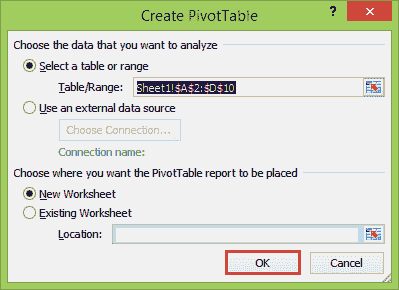 Create PivotTable
?
Choose the data that you want to analyze
Select a table or range
Table/Range: Sheet1!$A$2:$D$10
Use an external data source
Choose Connection...
Connection name:
Choose where you want the PivotTable report to be placed
New Worksheet
Existing Worksheet
Location:
OK Cancel